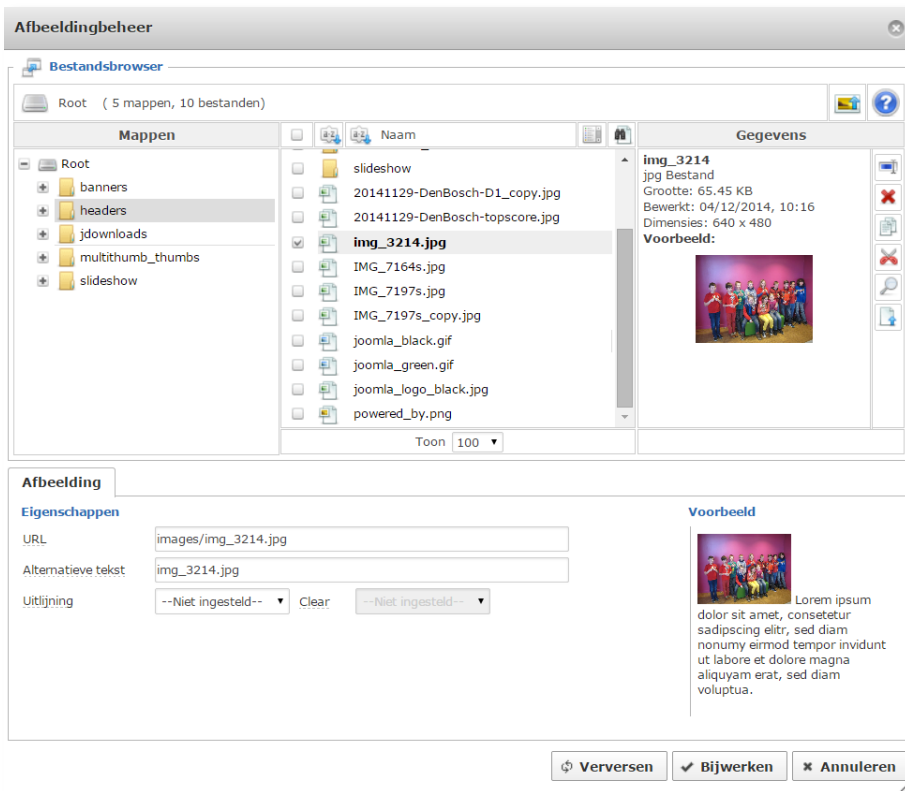 Afbeeldingbeheer
Bestandsbrowser
Root ( 5 mappen, 10 bestanden)
Mappen
Naam
Gegevens
Root
banners
headers
jdownloads
multithumb_thumbs
slideshow
slideshow
20141129-DenBosch-D1_copy.jpg
20141129-DenBosch-topscore.jpg
img_3214.jpg
IMG_7164s.jpg
IMG_7197s.jpg
IMG_7197s_copy.jpg
joomla_black.gif
joomla_green.gif
joomla_logo_black.jpg
powered_by.png
Toon 100
img_3214
jpg Bestand
Grootte: 65.45 KB
Bewerkt: 04/12/2014, 10:16
Dimensies: 640 x 480
Voorbeeld:
Afbeelding
Eigenschappen
URL images/img_3214.jpg
Alternatieve tekst img_3214.jpg
Uitlijning --Niet ingesteld-- Clear --Niet ingesteld--
Voorbeeld
Lorem ipsum
dolor sit amet, consetetur
sadipscing elitr, sed diam
nonumy eirmod tempor invidunt
ut labore et dolore magna
aliquyam erat, sed diam
voluptua.
Verversen Bijwerken Annuleren